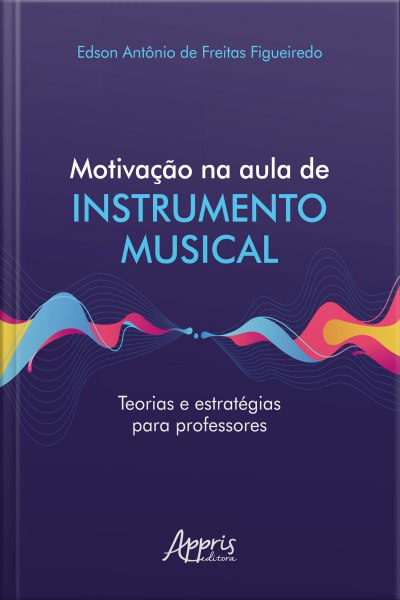 Edson Antônio de Freitas Figueiredo
Motivação na aula de
INSTRUMENTO
MUSICAL
Teorias e estratégias
para professores
Appris
editora